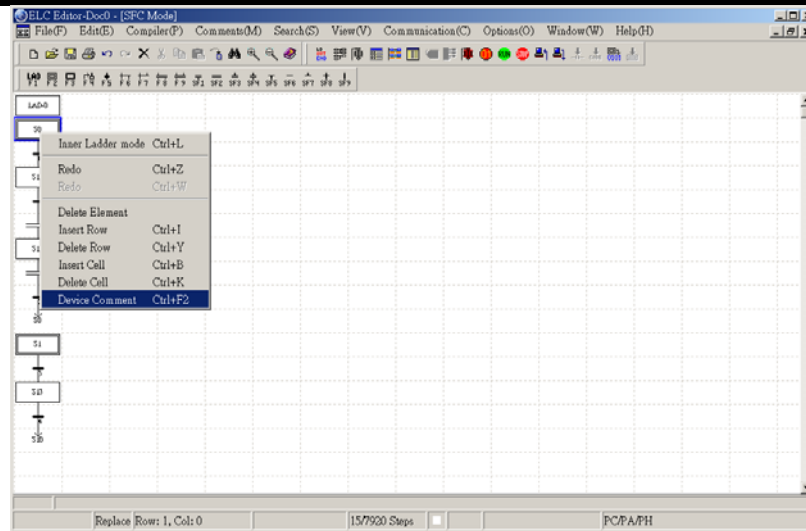 ELC Editor-Doc0 - [SFC Mode]
File(F) Edit(E) Compiler(P) Comments(M) Search(S) View(V) Communication(C) Options(O) Window(W) Help(H)
LAD-0
S0
Inner Ladder mode Ctrl+L
Redo Ctrl+Z
Redo Ctrl+W
Delete Element
Insert Row Ctrl+I
Delete Row Ctrl+Y
Insert Cell Ctrl+B
Delete Cell Ctrl+K
Device Comment Ctrl+F2
S0
S1
S10
Replace Row: 1, Col: 0 15/7920 Steps PC/PA/PH